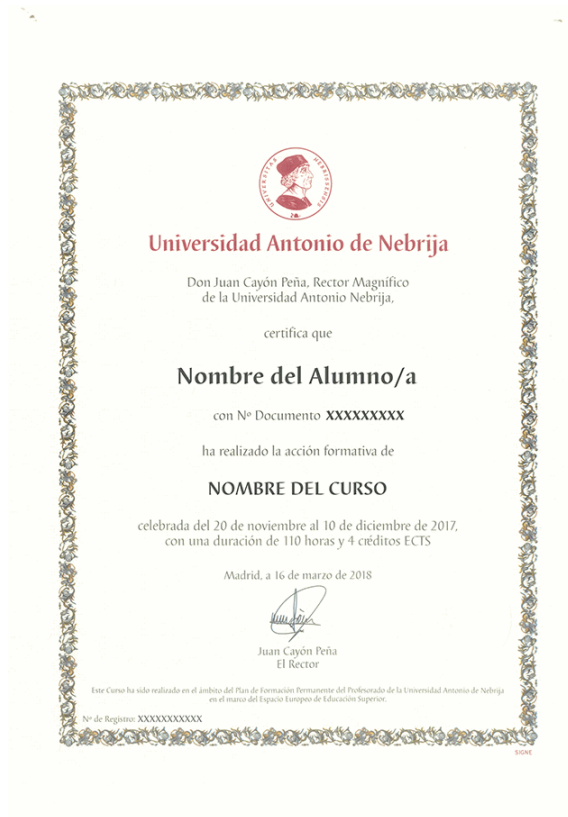 UNIVERSITAS NEBRISSENSIS
Universidad Antonio de Nebrija
Don Juan Cayón Peña, Rector Magnífico
de la Universidad Antonio Nebrija,
certifica que
Nombre del Alumno/a
con Nº Documento XXXXXXXXX
ha realizado la acción formativa de
NOMBRE DEL CURSO
celebrada del 20 de noviembre al 10 de diciembre de 2017,
con una duración de 110 horas y 4 créditos ECTS
Madrid, a 16 de marzo de 2018
Juan Cayón Peña
El Rector
Este Curso ha sido realizado en el ámbito del Plan de Formación Permanente del Profesorado de la Universidad Antonio de Nebrija
en el marco del Espacio Europeo de Educación Superior.
Nº de Registro: XXXXXXXXXXX
SIGNE